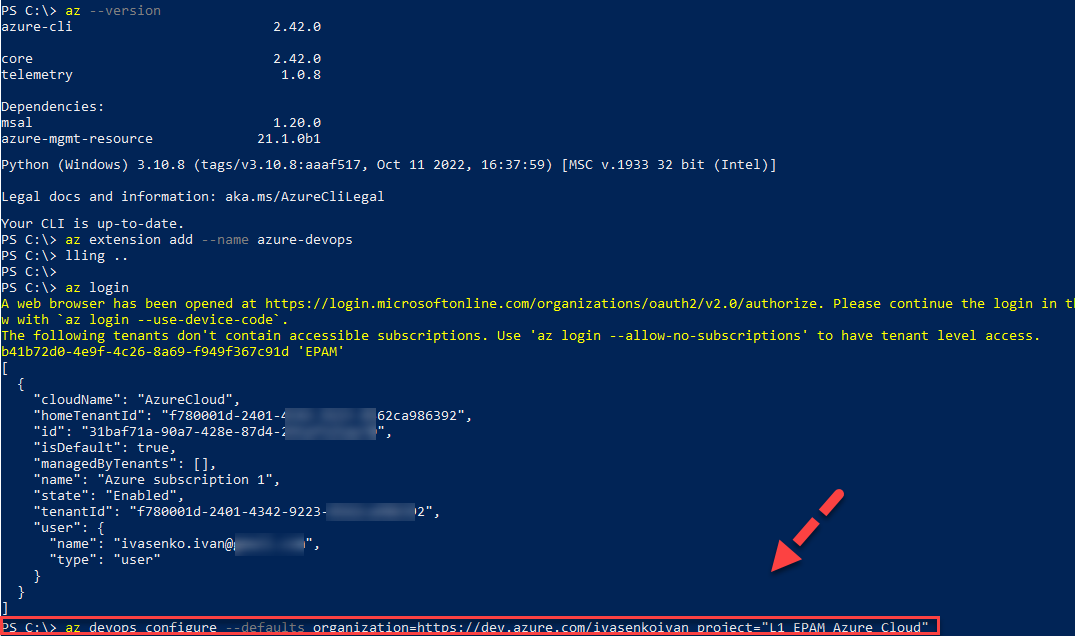 PS C:\> az --version
azure-cli                         2.42.0
core                              2.42.0
telemetry                          1.0.8
Dependencies:
msal                              1.20.0
azure-mgmt-resource             21.1.0b1
Python (Windows) 3.10.8 (tags/v3.10.8:aaaf517, Oct 11 2022, 16:37:59) [MSC v.1933 32 bit (Intel)]
Legal docs and information: aka.ms/AzureCliLegal
Your CLI is up-to-date.
PS C:\> az extension add --name azure-devops
PS C:\> lling ..
PS C:\>
PS C:\> az login
A web browser has been opened at https://login.microsoftonline.com/organizations/oauth2/v2.0/authorize. Please continue the login in th
w with `az login --use-device-code`.
The following tenants don't contain accessible subscriptions. Use 'az login --allow-no-subscriptions' to have tenant level access.
b41b72d0-4e9f-4c26-8a69-f949f367c91d 'EPAM'
[
  {
    "cloudName": "AzureCloud",
    "homeTenantId": "f780001d-2401-4 62ca986392",
    "id": "31baf71a-90a7-428e-87d4-2 ",
    "isDefault": true,
    "managedByTenants": [],
    "name": "Azure subscription 1",
    "state": "Enabled",
    "tenantId": "f780001d-2401-4342-9223- 2",
    "user": {
      "name": "ivasenko.ivan@ ",
      "type": "user"
    }
  }
]
PS C:\> az devops configure --defaults organization=https://dev.azure.com/ivasenkoivan project="L1 EPAM Azure Cloud"